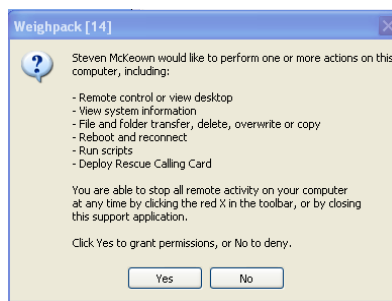 Weighpack [14]
Steven McKeown would like to perform one or more actions on this
computer, including:
- Remote control or view desktop
- View system information
- File and folder transfer, delete, overwrite or copy
- Reboot and reconnect
- Run scripts
- Deploy Rescue Calling Card
You are able to stop all remote activity on your computer
at any time by clicking the red X in the toolbar, or by closing
this support application.
Click Yes to grant permissions, or No to deny.
Yes No